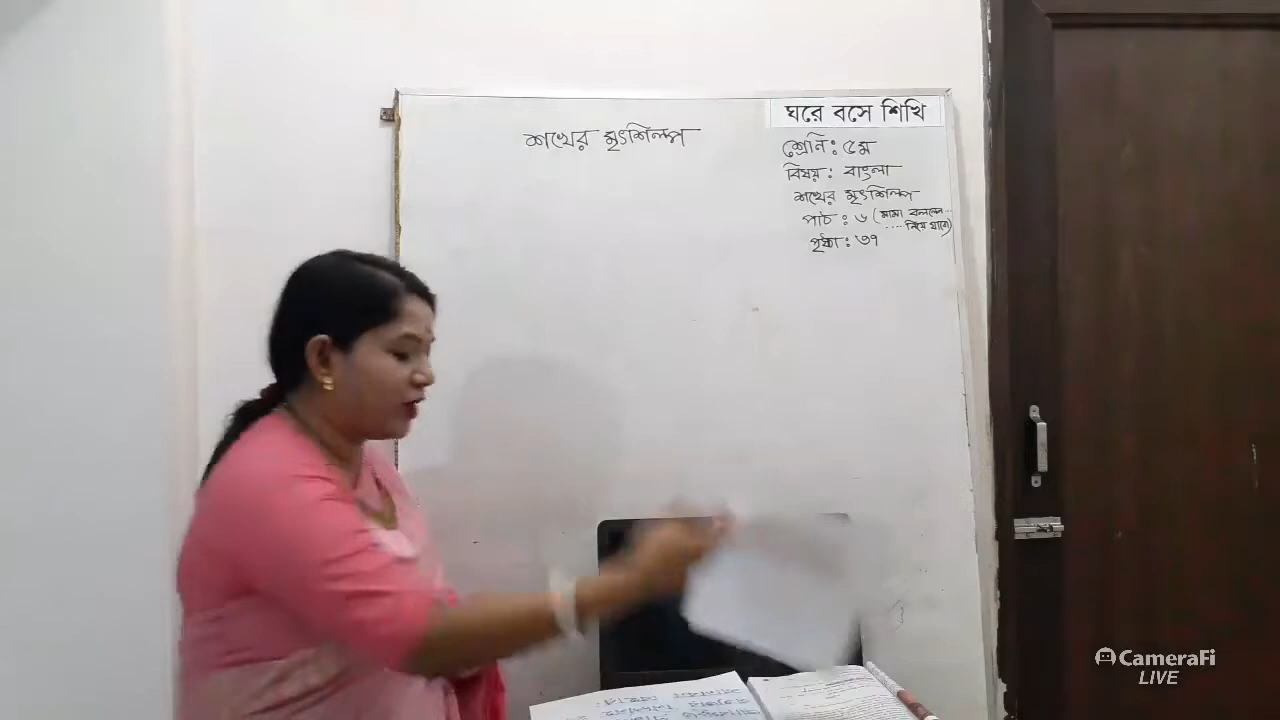 শখের মৃৎশিল্প
ঘরে বসে শিখি
শ্রেনি: ৫ম
বিষয়: বাংলা
শখের মৃৎশিল্প
পাঠ: ৬ (মামা বললেন...
....নিয়ে যাবো)
পৃষ্ঠা: ৩৭
CameraFi
LIVE